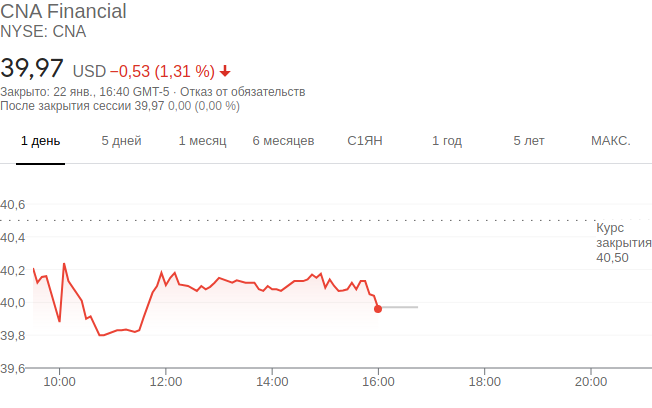 CNA Financial
NYSE: CNA
39,97 USD −0,53 (1,31 %)
Закрыто: 22 янв., 16:40 GMT-5 · Отказ от обязательств
После закрытия сессии 39,97 0,00 (0,00 %)
1 день 5 дней 1 месяц 6 месяцев С1ЯН 1 год 5 лет МАКС.
40,6
40,4
40,2
40,0
39,8
39,6
Курс
закрытия
40,50
10:00 12:00 14:00 16:00 18:00 20:00